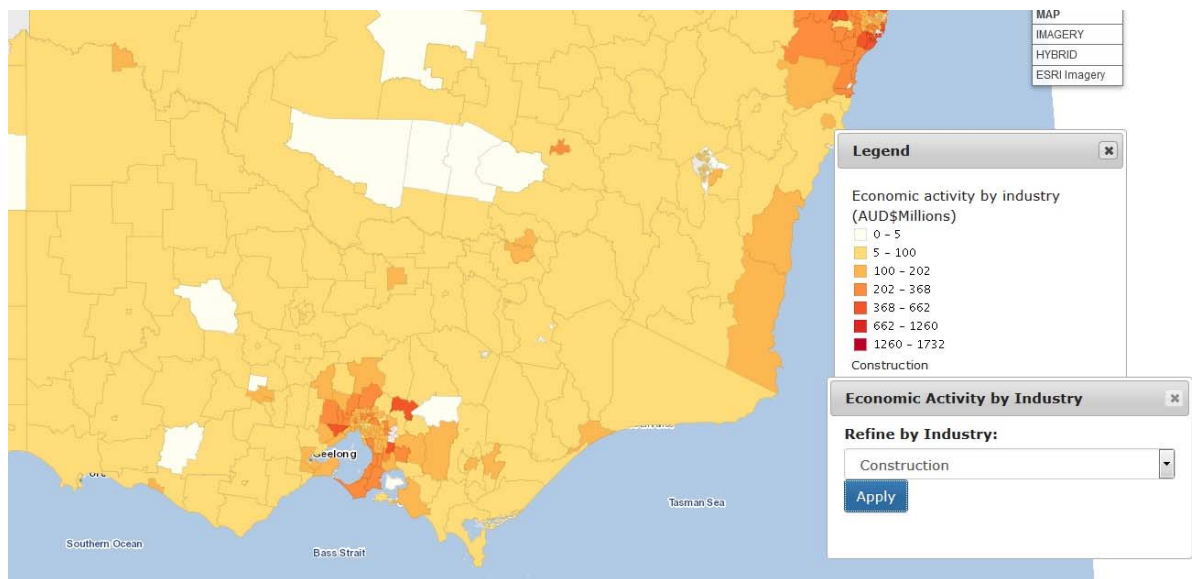 MAP
IMAGERY
HYBRID
ESRI Imagery
Legend
Economic activity by industry
(AUD$Millions)
0 - 5
5 - 100
100 - 202
202 - 368
368 - 662
662 - 1260
1260 - 1732
Construction
Economic Activity by Industry
Refine by Industry:
Construction
Apply
Geelong
Tasman Sea
Southern Ocean
Bass Strait